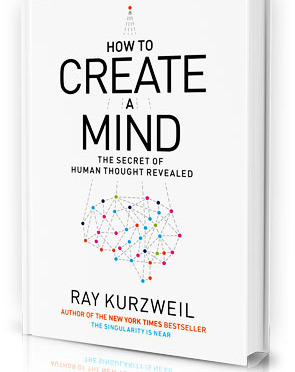 HOW TO
CREATE
A
MIND
THE SECRET OF
HUMAN THOUGHT REVEALED
RAY KURZWEIL
AUTHOR OF THE NEW YORK TIMES BESTSELLER
THE SINGULARITY IS NEAR